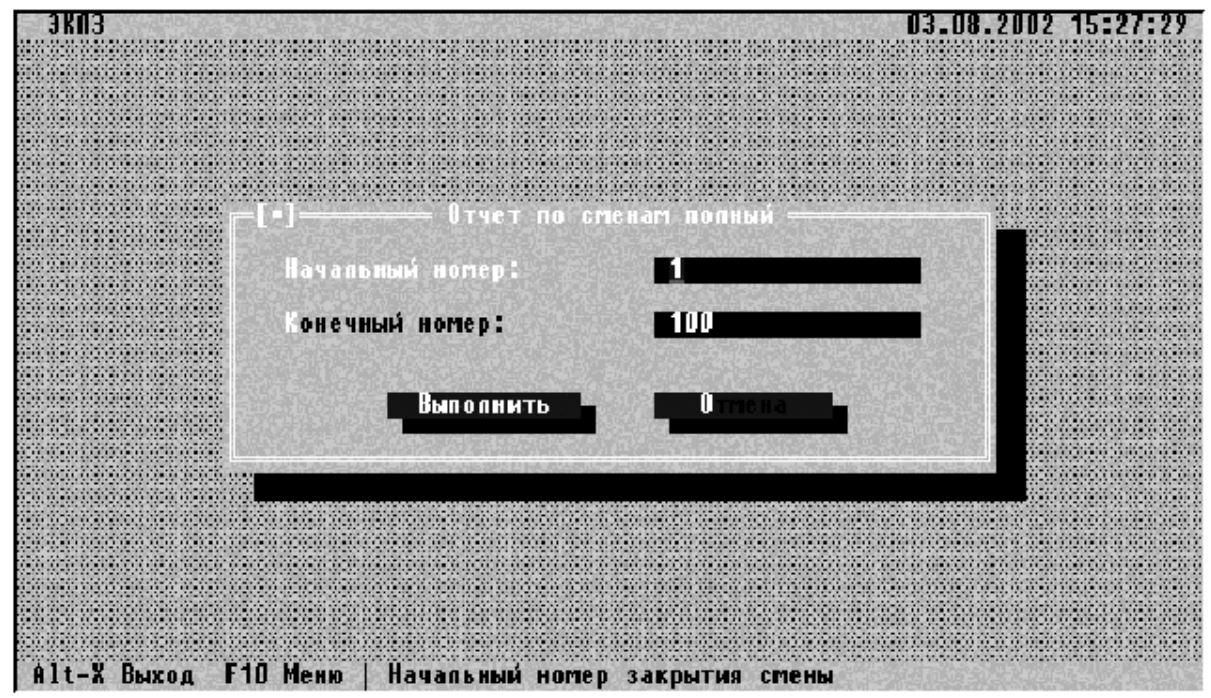 ЭКЛЗ 03.08.2002 15:27:29
[▪] Отчет по сменам полный
Начальный номер: 1
Конечный номер: 100
Выполнить Отмена
Alt-X Выход F10 Меню | Начальный номер закрытия смены